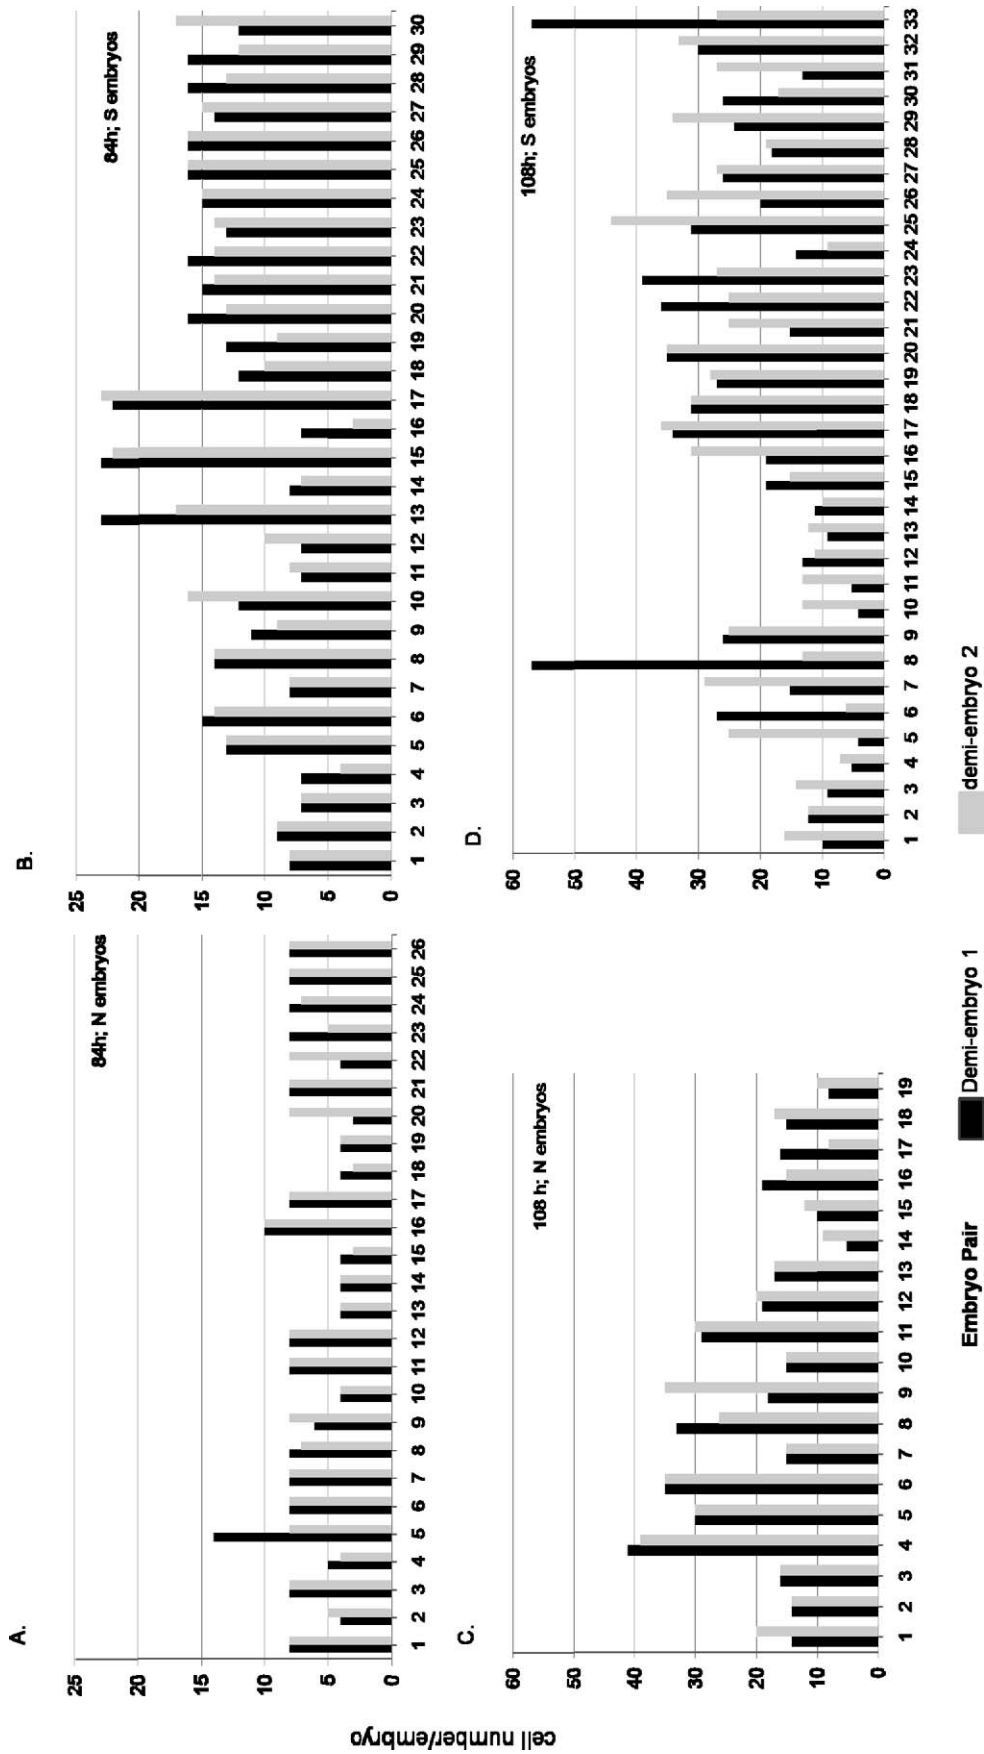 A.
84h; N embryos
25
20
15
10
5
0
1 2 3 4 5 6 7 8 9 10 11 12 13 14 15 16 17 18 19 20 21 22 23 24 25 26
B.
84h; S embryos
25
20
15
10
5
0
1 2 3 4 5 6 7 8 9 10 11 12 13 14 15 16 17 18 19 20 21 22 23 24 25 26 27 28 29 30
cell number/embryo
C.
108 h; N embryos
60
50
40
30
20
10
0
1 2 3 4 5 6 7 8 9 10 11 12 13 14 15 16 17 18 19
D.
108h; S embryos
60
50
40
30
20
10
0
1 2 3 4 5 6 7 8 9 10 11 12 13 14 15 16 17 18 19 20 21 22 23 24 25 26 27 28 29 30 31 32 33
Embryo Pair
Demi-embryo 1
demi-embryo 2